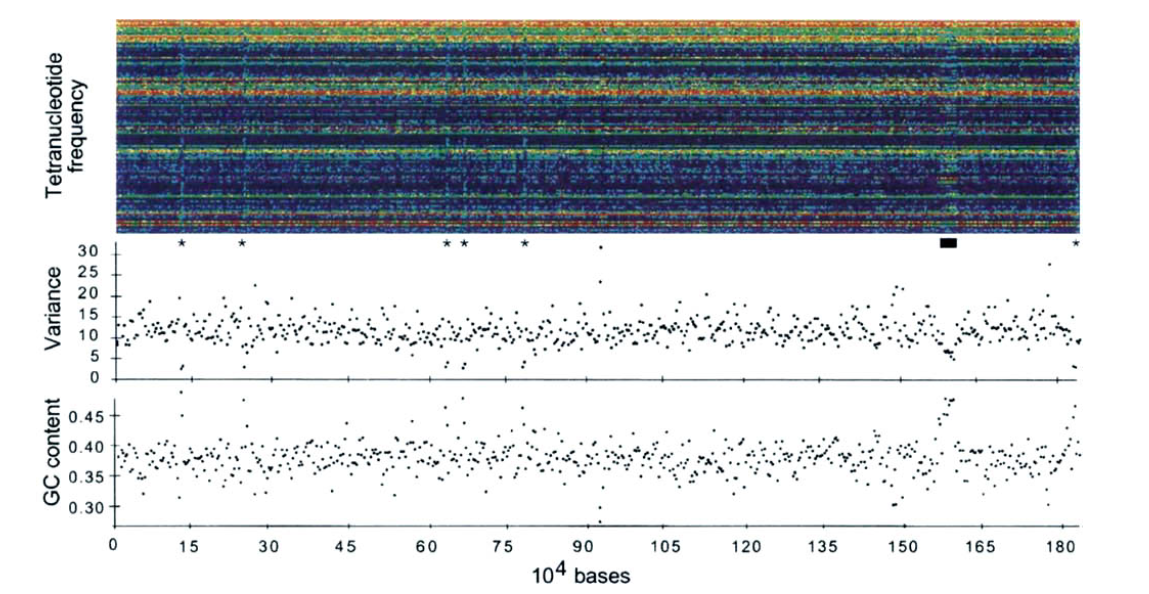 Tetranucleotide
frequency
* * * * * *
30
25
20
15
10
5
0
Variance
0.45
0.40
0.35
0.30
GC content
0 15 30 45 60 75 90 105 120 135 150 165 180
10⁴ bases